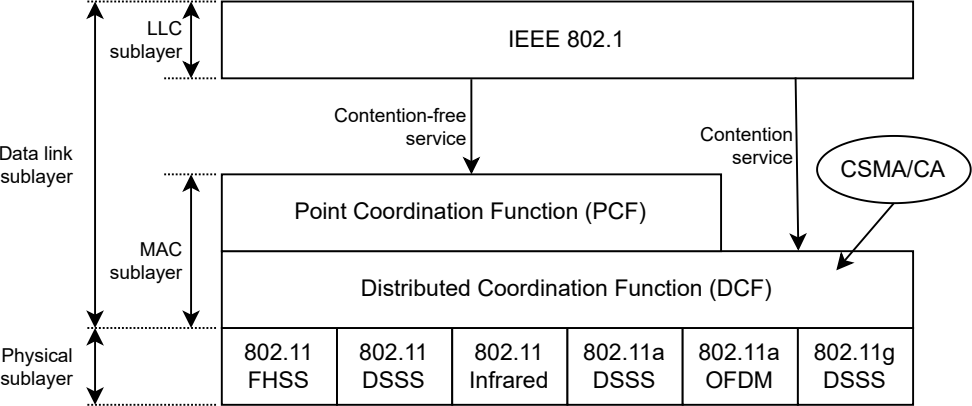 LLC
sublayer
IEEE 802.1
Contention-free
service
Contention
service
Data link
sublayer
CSMA/CA
Point Coordination Function (PCF)
MAC
sublayer
Distributed Coordination Function (DCF)
Physical
sublayer
802.11
FHSS
802.11
DSSS
802.11
Infrared
802.11a
DSSS
802.11a
OFDM
802.11g
DSSS